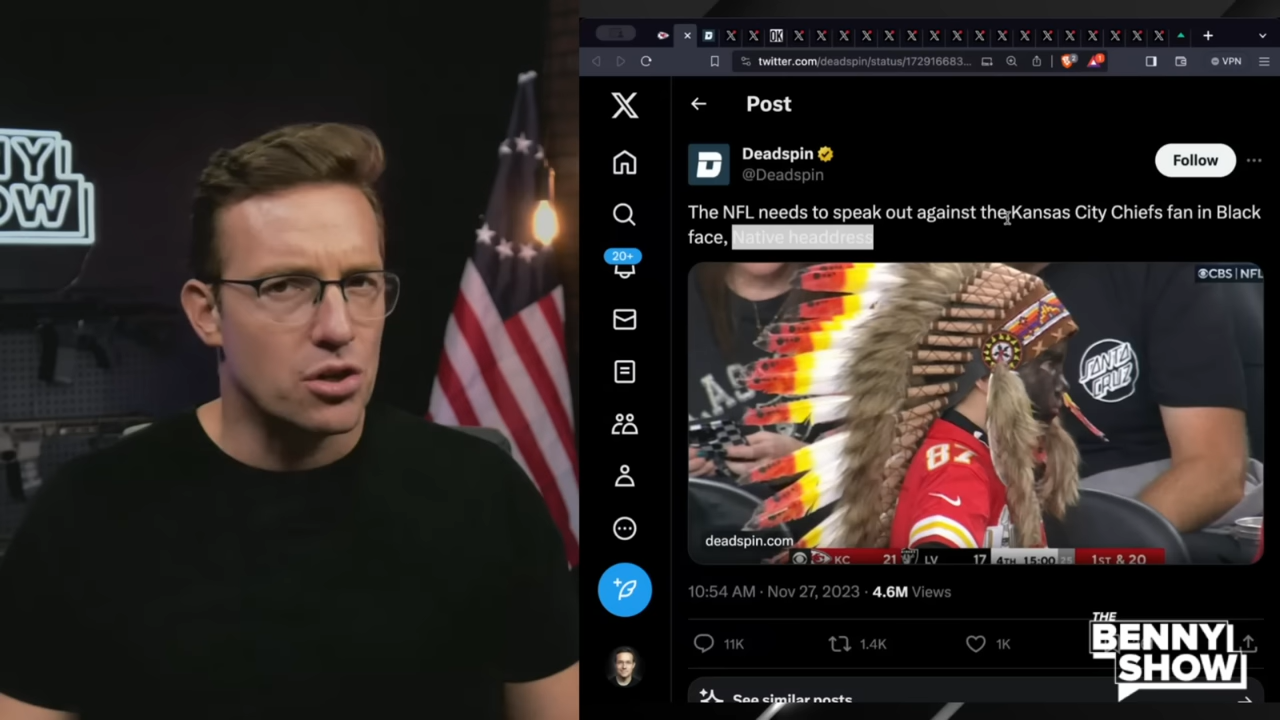 NY
OW
twitter.com/deadspin/status/172916683...
VPN
Post
Deadspin
@Deadspin
Follow
The NFL needs to speak out against the Kansas City Chiefs fan in Black
face, Native headdress
20+
©CBS | NFL
SANTA
CRUZ
87
deadspin.com
KC 21 LV 17 4TH 15:00 25 1ST & 20
10:54 AM · Nov 27, 2023 · 4.6M Views
11K 1.4K 1K
See similar posts
THE
BENNY
SHOW